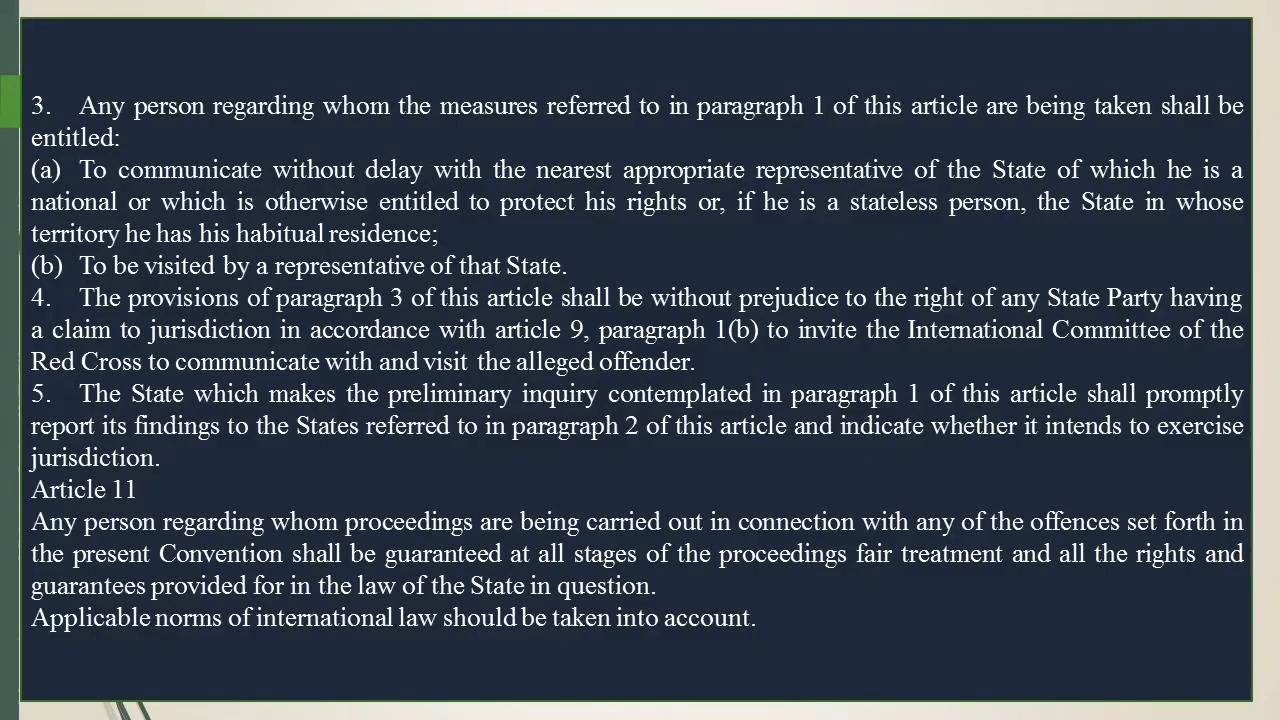 3. Any person regarding whom the measures referred to in paragraph 1 of this article are being taken shall be
entitled:
(a) To communicate without delay with the nearest appropriate representative of the State of which he is a
national or which is otherwise entitled to protect his rights or, if he is a stateless person, the State in whose
territory he has his habitual residence;
(b) To be visited by a representative of that State.
4. The provisions of paragraph 3 of this article shall be without prejudice to the right of any State Party having
a claim to jurisdiction in accordance with article 9, paragraph 1(b) to invite the International Committee of the
Red Cross to communicate with and visit the alleged offender.
5. The State which makes the preliminary inquiry contemplated in paragraph 1 of this article shall promptly
report its findings to the States referred to in paragraph 2 of this article and indicate whether it intends to exercise
jurisdiction.
Article 11
Any person regarding whom proceedings are being carried out in connection with any of the offences set forth in
the present Convention shall be guaranteed at all stages of the proceedings fair treatment and all the rights and
guarantees provided for in the law of the State in question.
Applicable norms of international law should be taken into account.